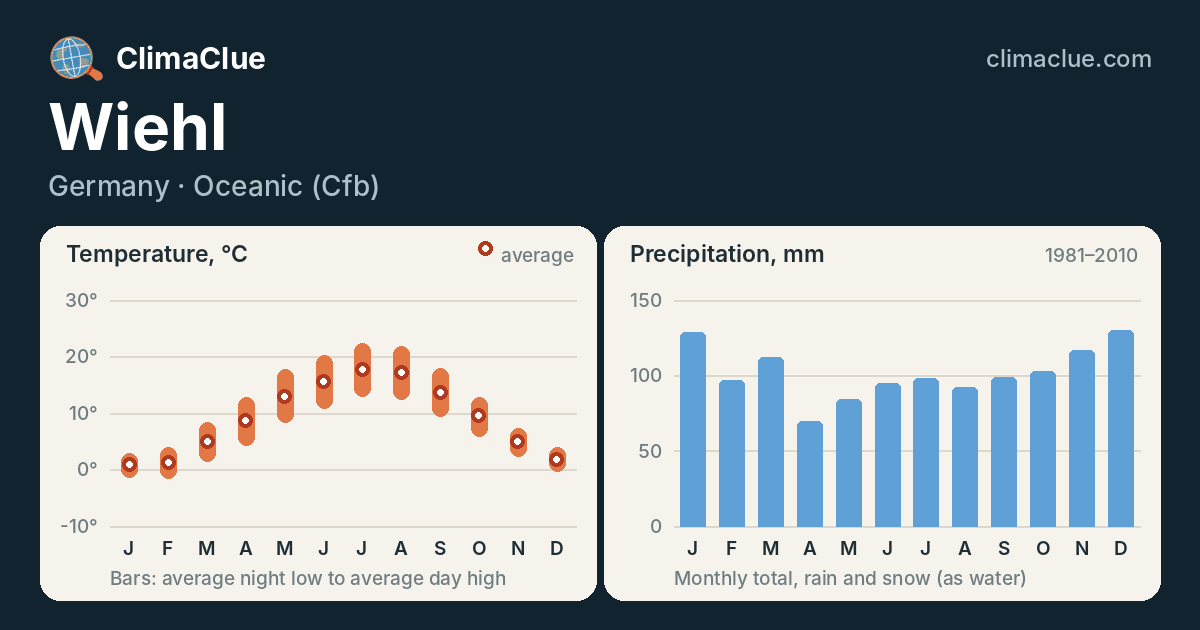 ClimaClue
climaclue.com
Wiehl
Germany · Oceanic (Cfb)
Temperature, °C
average
30°
20°
10°
0°
-10°
J F M A M J J A S O N D
Bars: average night low to average day high
Precipitation, mm
1981–2010
150
100
50
0
J F M A M J J A S O N D
Monthly total, rain and snow (as water)